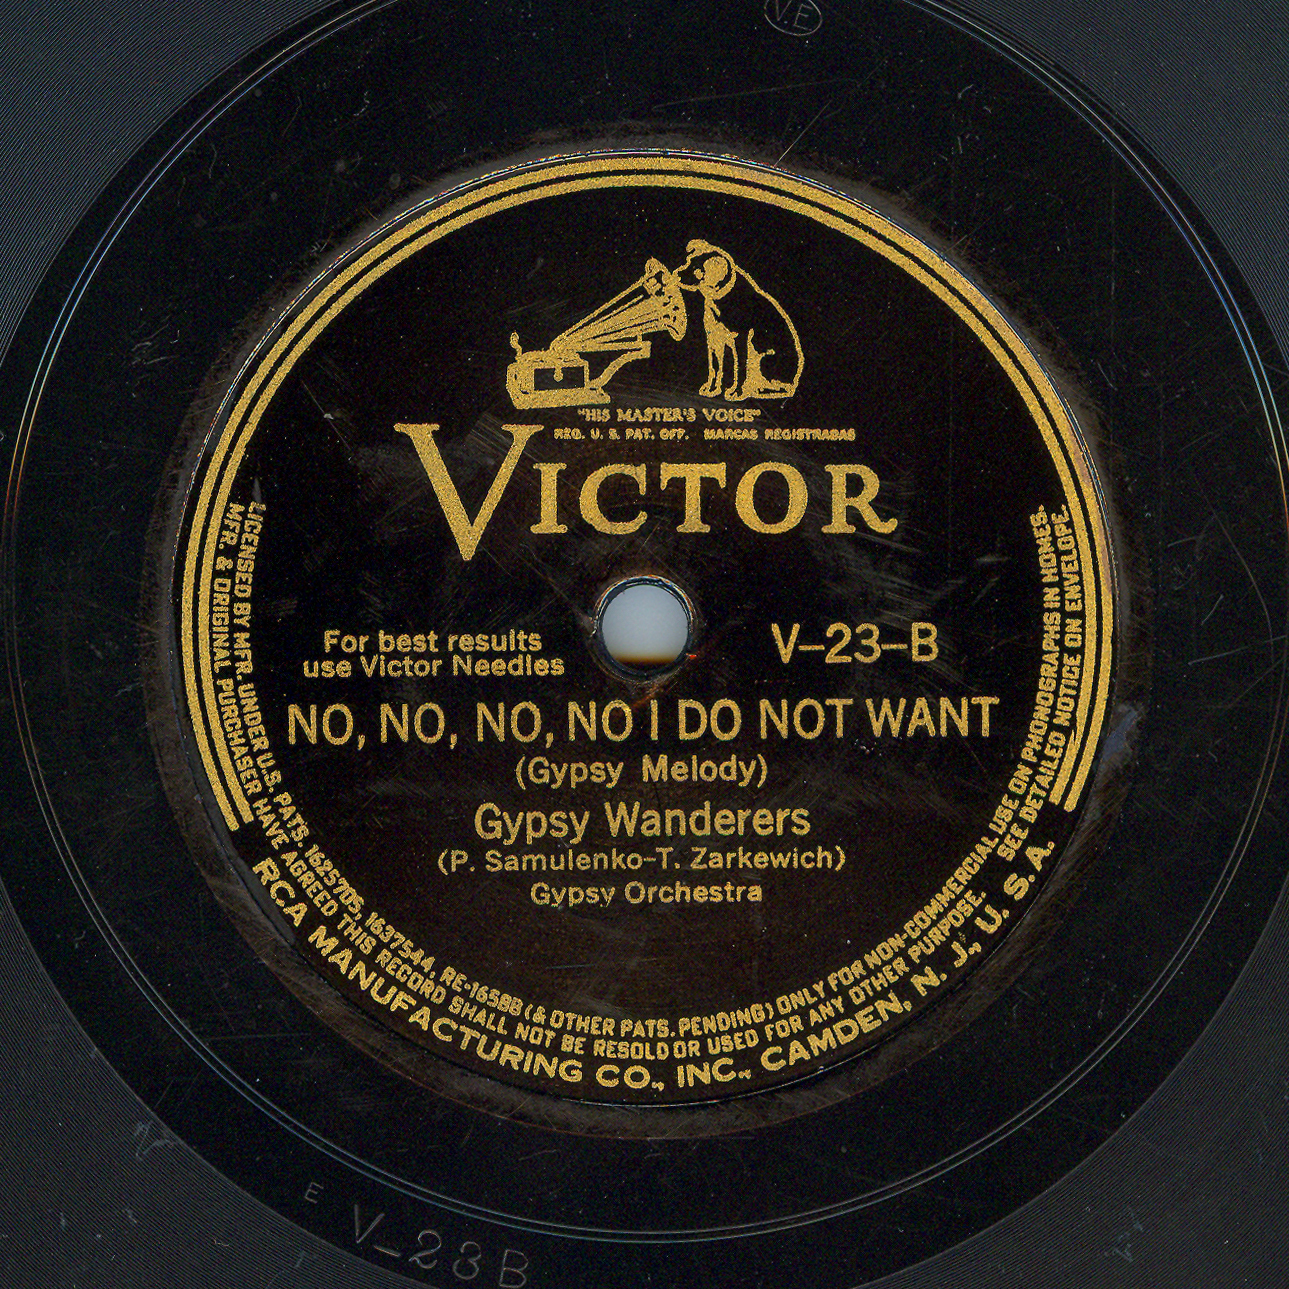 V.E
"HIS MASTER'S VOICE"
REG. U. S. PAT. OFF. MARCAS REGISTRADAS
VICTOR
For best results
use Victor Needles
V-23-B
NO, NO, NO, NO I DO NOT WANT
(Gypsy Melody)
Gypsy Wanderers
(P. Samulenko-T. Zarkewich)
Gypsy Orchestra
LICENSED BY MFR. UNDER U.S. PATS. 1625705, 1637544, RE-16588 (& OTHER PATS. PENDING) ONLY FOR NON-COMMERCIAL USE ON PHONOGRAPHS IN HOMES.
MFR. & ORIGINAL PURCHASER HAVE AGREED THIS RECORD SHALL NOT BE RESOLD OR USED FOR ANY OTHER PURPOSE. SEE DETAILED NOTICE ON ENVELOPE.
RCA MANUFACTURING CO., INC., CAMDEN, N. J., U. S. A.
E V-23B